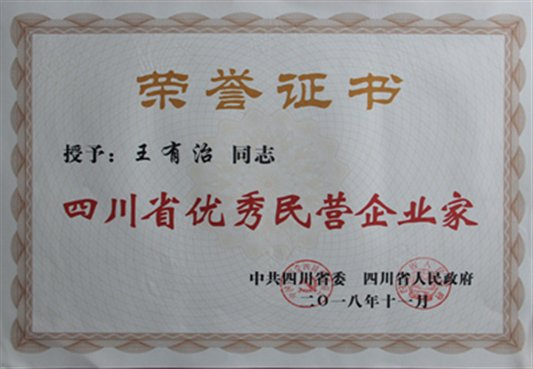 荣誉证书
授予：王有治 同志
四川省优秀民营企业家
中共四川省委 四川省人民政府
二〇一八年十一月